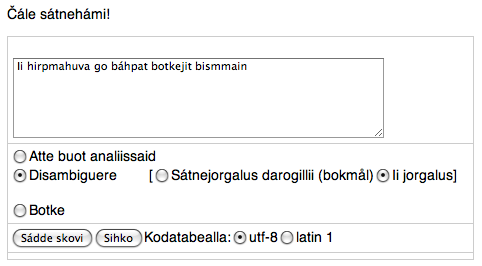 Čále sátnehámi!
Ii hirpmahuva go báhpat botkejit bismmain
Atte buot analiissaid
Disambiguere [ Sátnejorgalus darogillii (bokmål) Ii jorgalus]
Botke
Sádde skovi Sihko Kodatabealla: utf-8 latin 1